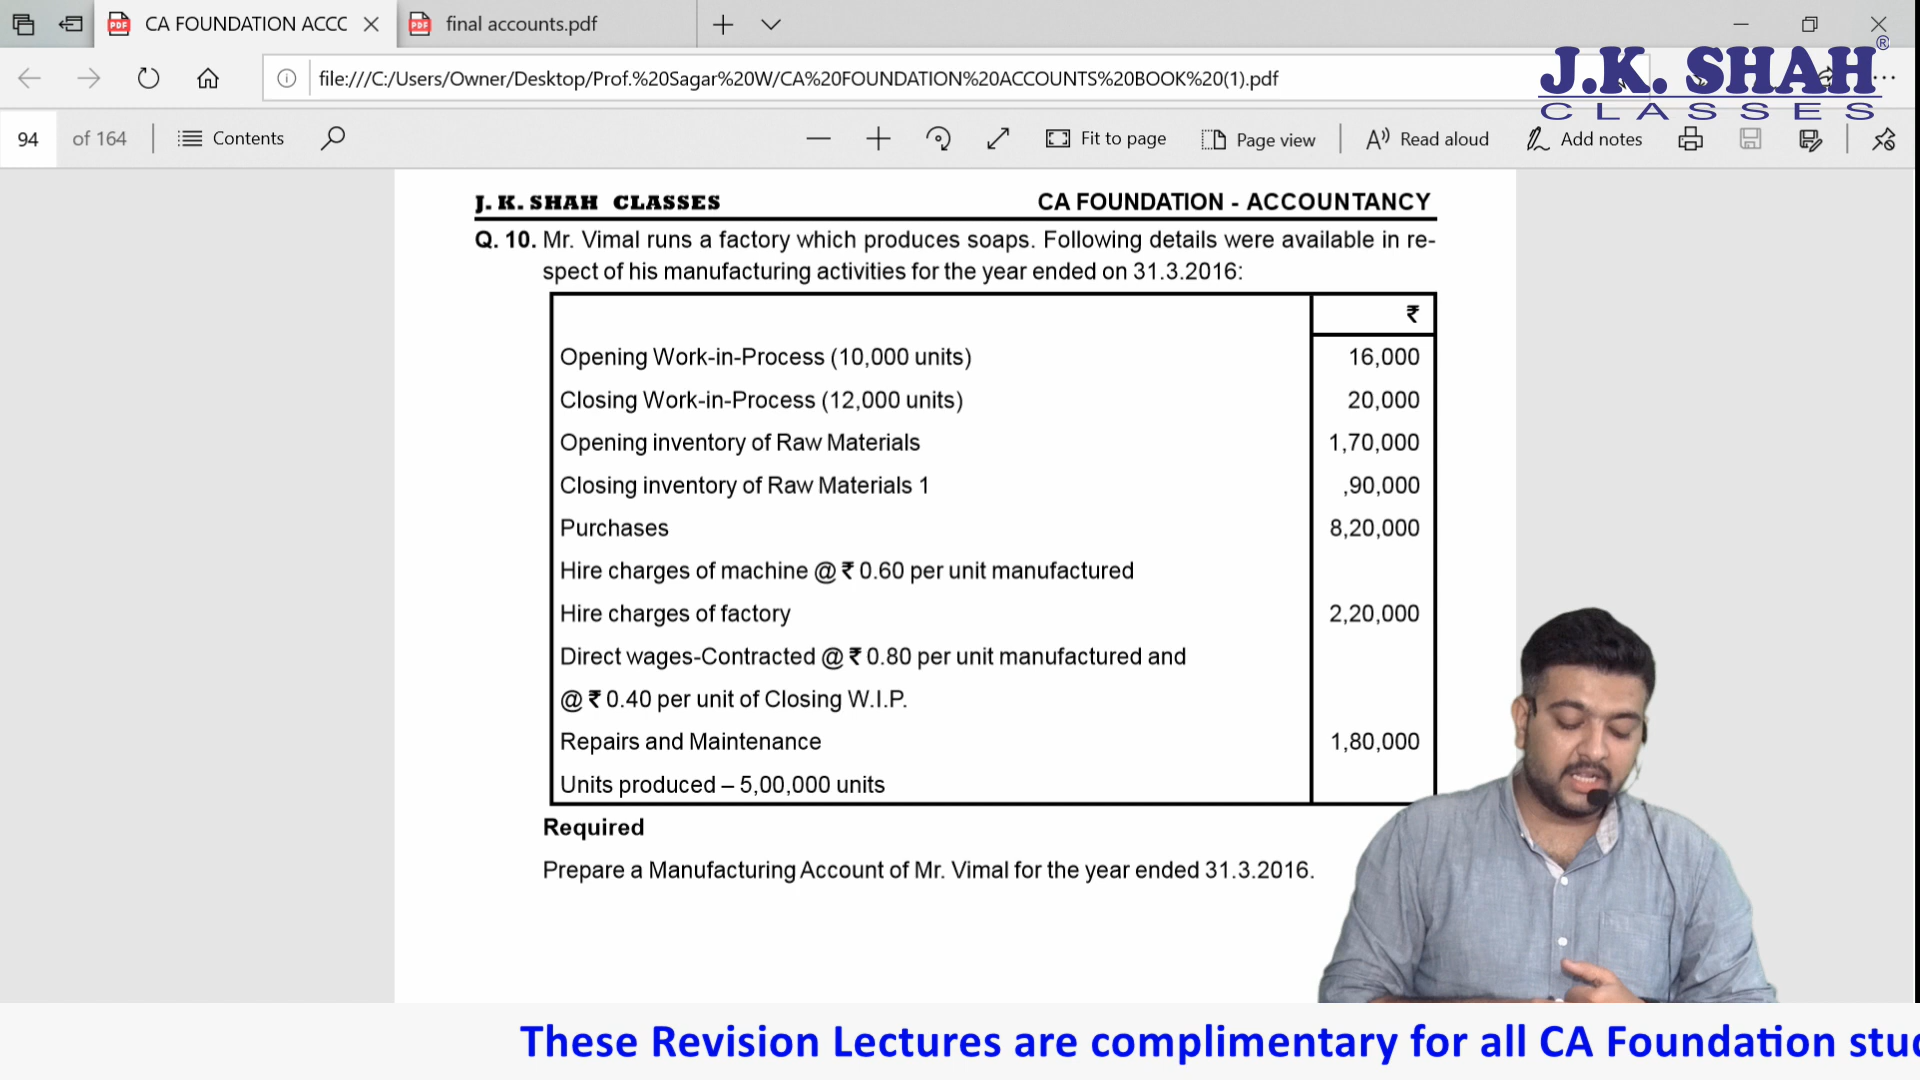 CA FOUNDATION ACCC
final accounts.pdf
file:///C:/Users/Owner/Desktop/Prof.%20Sagar%20W/CA%20FOUNDATION%20ACCOUNTS%20BOOK%20(1).pdf
J.K. SHAH®
CLASSES
94 of 164 Contents Fit to page Page view Read aloud Add notes
J. K. SHAH CLASSES CA FOUNDATION - ACCOUNTANCY
Q. 10. Mr. Vimal runs a factory which produces soaps. Following details were available in re-
spect of his manufacturing activities for the year ended on 31.3.2016:
₹
Opening Work-in-Process (10,000 units) 16,000
Closing Work-in-Process (12,000 units) 20,000
Opening inventory of Raw Materials 1,70,000
Closing inventory of Raw Materials 1 ,90,000
Purchases 8,20,000
Hire charges of machine @ ₹ 0.60 per unit manufactured
Hire charges of factory 2,20,000
Direct wages-Contracted @ ₹ 0.80 per unit manufactured and
@ ₹ 0.40 per unit of Closing W.I.P.
Repairs and Maintenance 1,80,000
Units produced – 5,00,000 units
Required
Prepare a Manufacturing Account of Mr. Vimal for the year ended 31.3.2016.
These Revision Lectures are complimentary for all CA Foundation stu